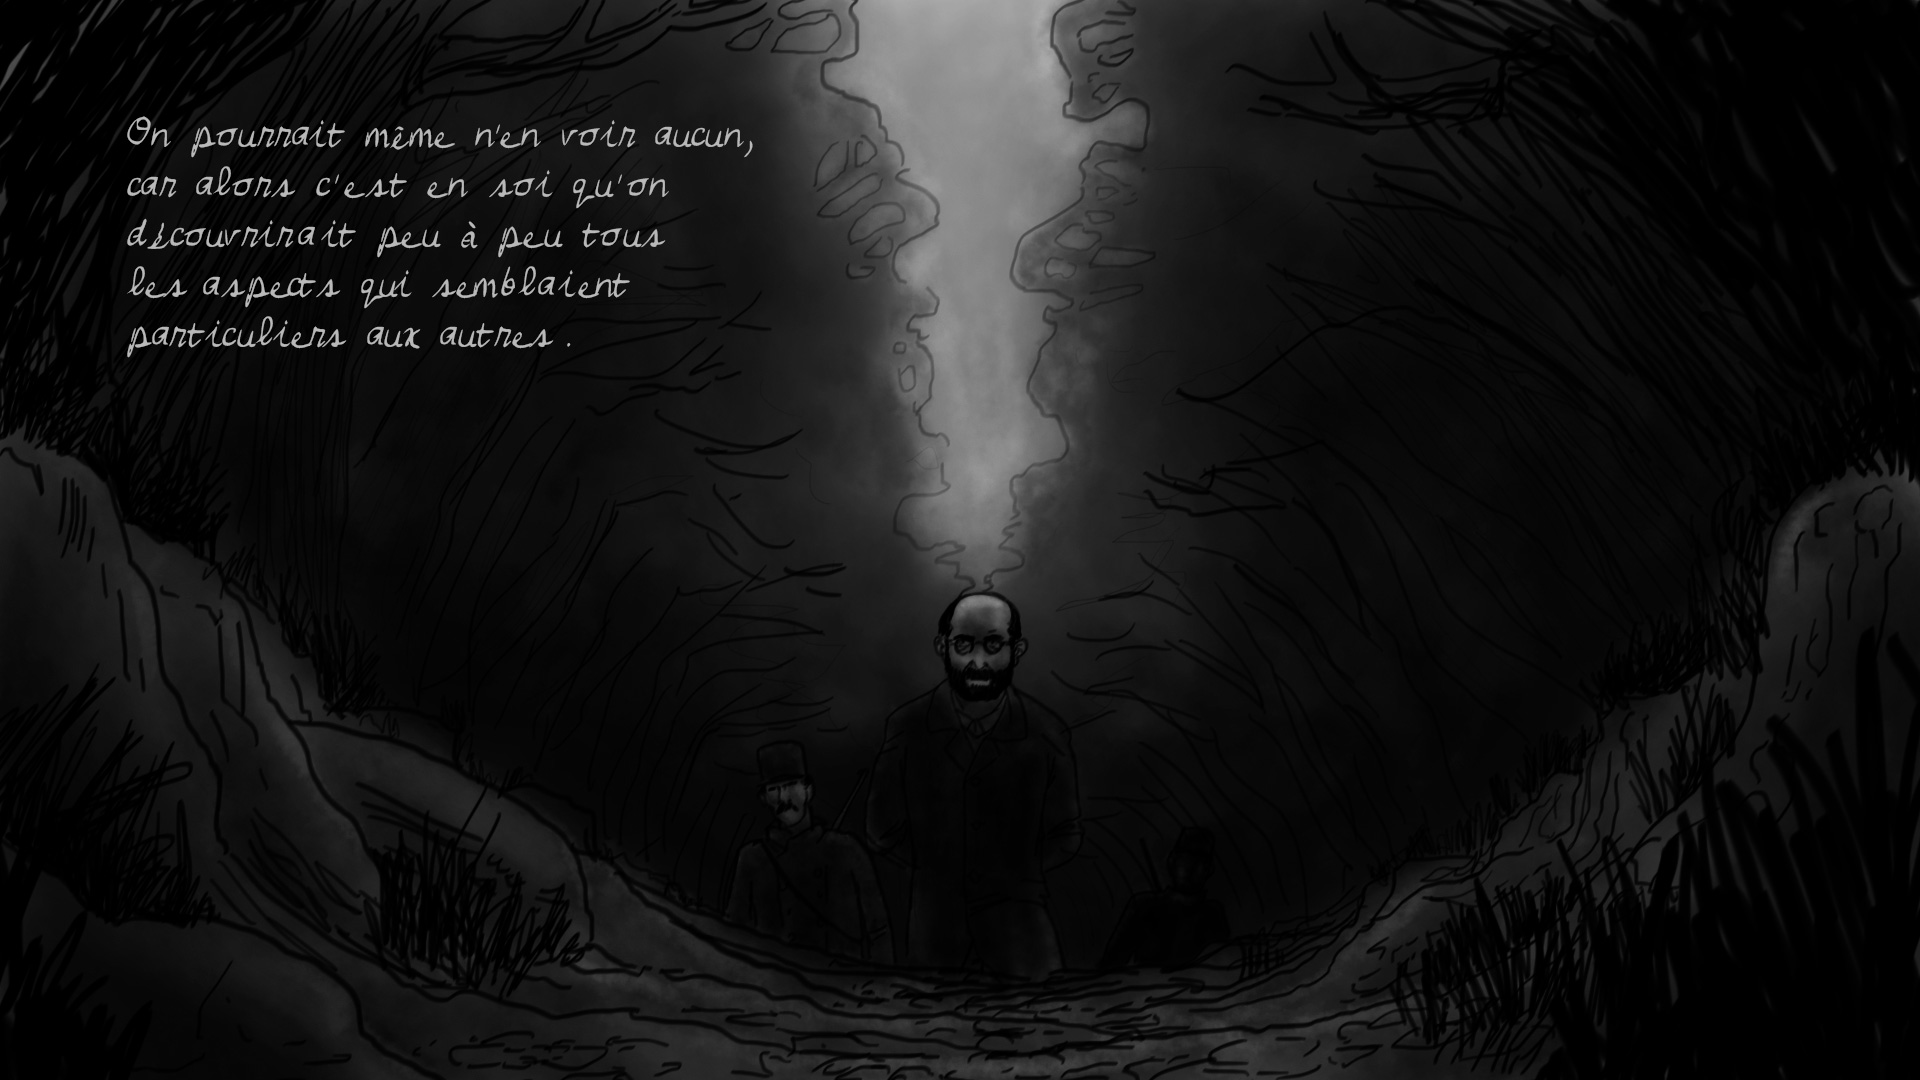 On pourrait même n'en voir aucun,
car alors c'est en soi qu'on
découvrirait peu à peu tous
les aspects qui semblaient
particuliers aux autres.